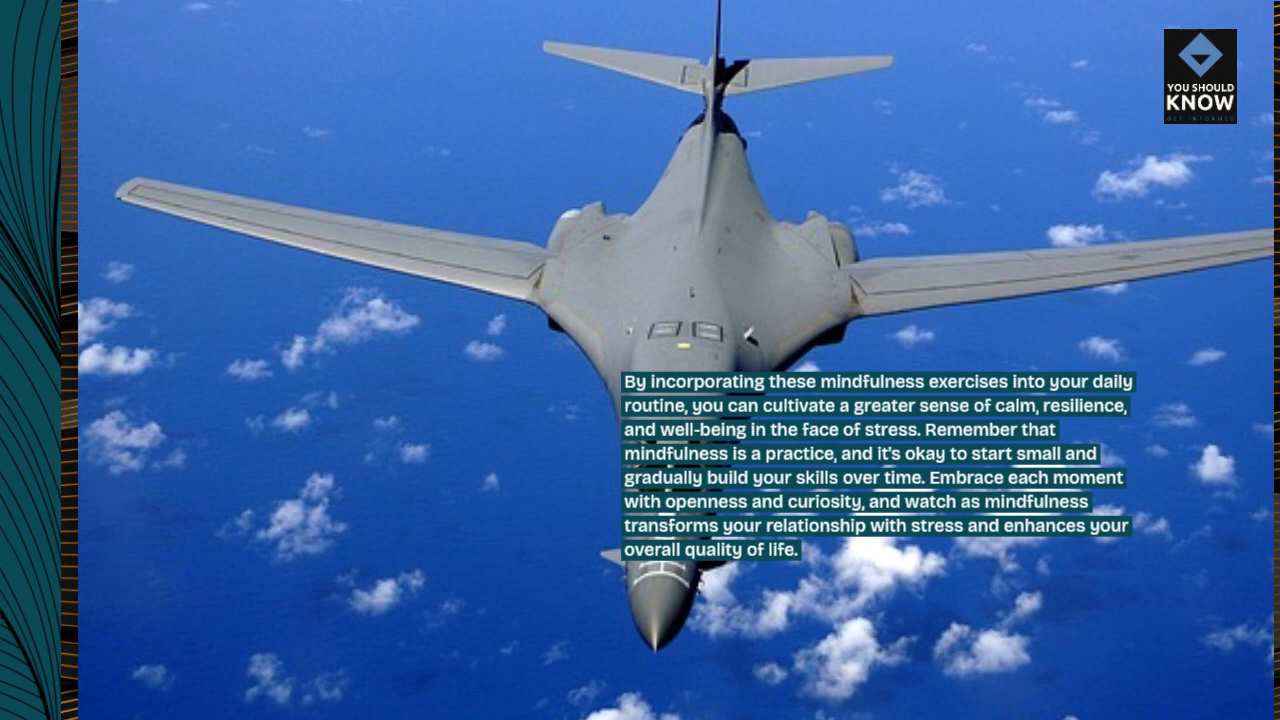 YOU SHOULD
KNOW
GET INFORMED
By incorporating these mindfulness exercises into your daily
routine, you can cultivate a greater sense of calm, resilience,
and well-being in the face of stress. Remember that
mindfulness is a practice, and it's okay to start small and
gradually build your skills over time. Embrace each moment
with openness and curiosity, and watch as mindfulness
transforms your relationship with stress and enhances your
overall quality of life.